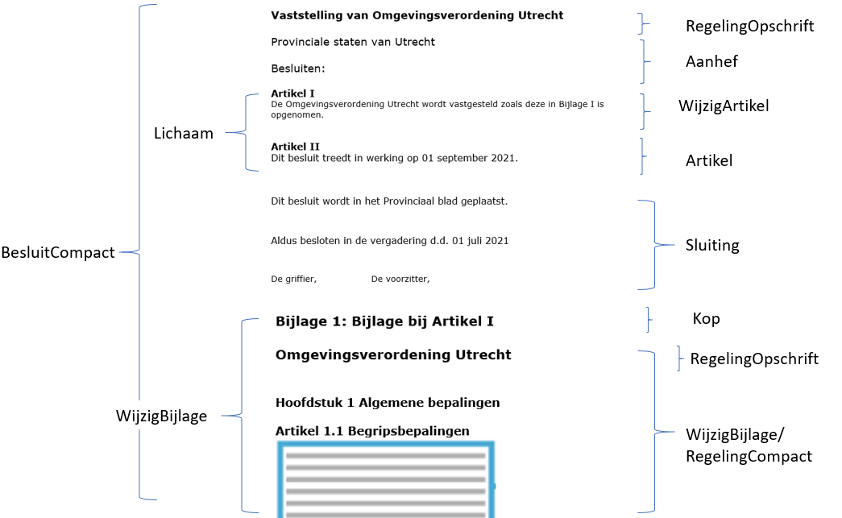 Vaststelling van Omgevingsverordening Utrecht
RegelingOpschrift
Provinciale staten van Utrecht
Aanhef
Besluiten:
Artikel I
De Omgevingsverordening Utrecht wordt vastgesteld zoals deze in Bijlage I is
opgenomen.
WijzigArtikel
Lichaam
Artikel II
Dit besluit treedt in werking op 01 september 2021.
Artikel
Dit besluit wordt in het Provinciaal blad geplaatst.
Aldus besloten in de vergadering d.d. 01 juli 2021
Sluiting
BesluitCompact
De griffier, De voorzitter,
Bijlage 1: Bijlage bij Artikel I
Kop
Omgevingsverordening Utrecht
RegelingOpschrift
Hoofdstuk 1 Algemene bepalingen
WijzigBijlage
Artikel 1.1 Begripsbepalingen
WijzigBijlage/
RegelingCompact